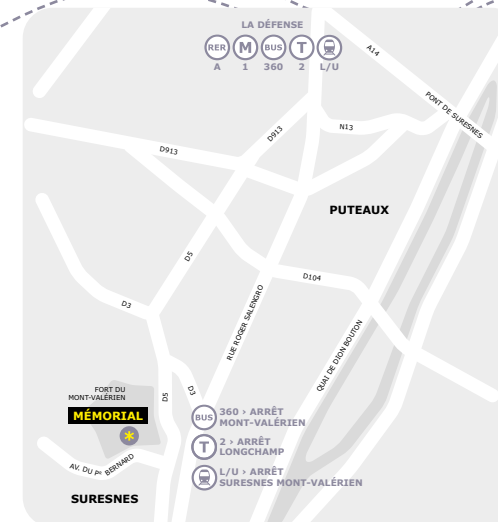 LA DÉFENSE
RER M BUS T
A 1 360 2 L/U
A14
PONT DE SURESNES
N13
D913
D913
PUTEAUX
D5
D104
D3
RUE ROGER SALENGRO
QUAI DE DION BOUTON
FORT DU
MONT-VALÉRIEN
D5
D3
MÉMORIAL
BUS 360 › ARRÊT
MONT-VALÉRIEN
T 2 › ARRÊT
LONGCHAMP
L/U › ARRÊT
SURESNES MONT-VALÉRIEN
AV. DU Pᴿ BERNARD
SURESNES